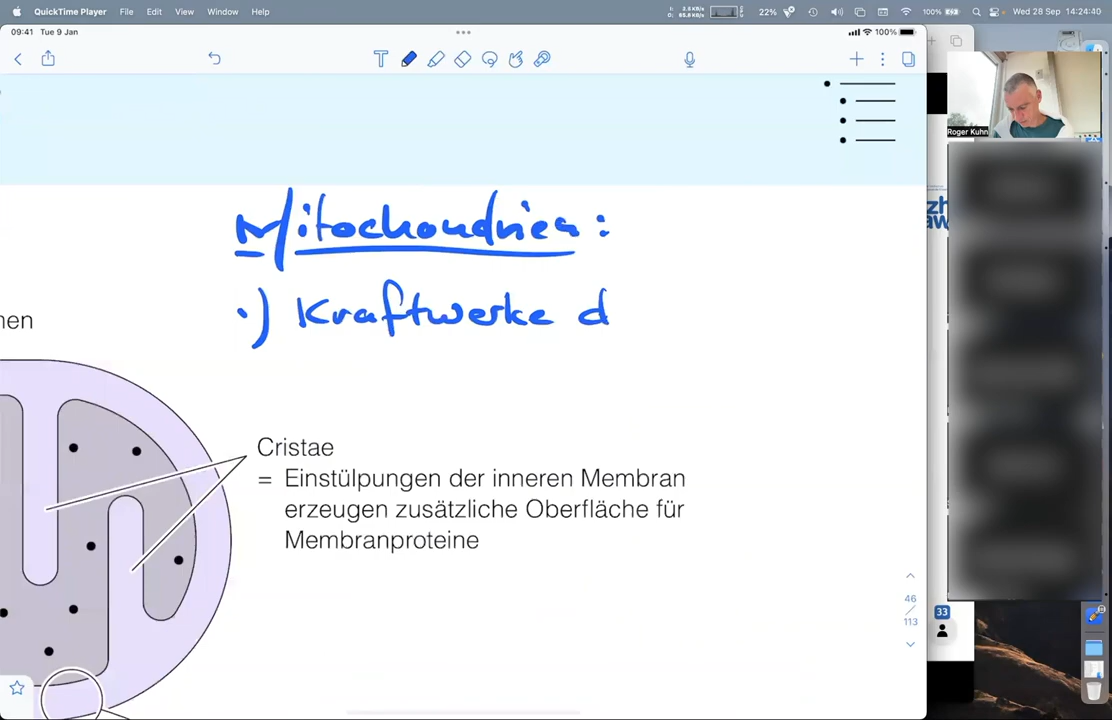 QuickTime Player File Edit View Window Help
22% 100% Wed 28 Sep 14:24:40
09:41 Tue 9 Jan
100%
Roger Kuhn
zh
aw
Mitochondrien:
•) Kraftwerke d
nen
Cristae
= Einstülpungen der inneren Membran
erzeugen zusätzliche Oberfläche für
Membranproteine
46
113
33